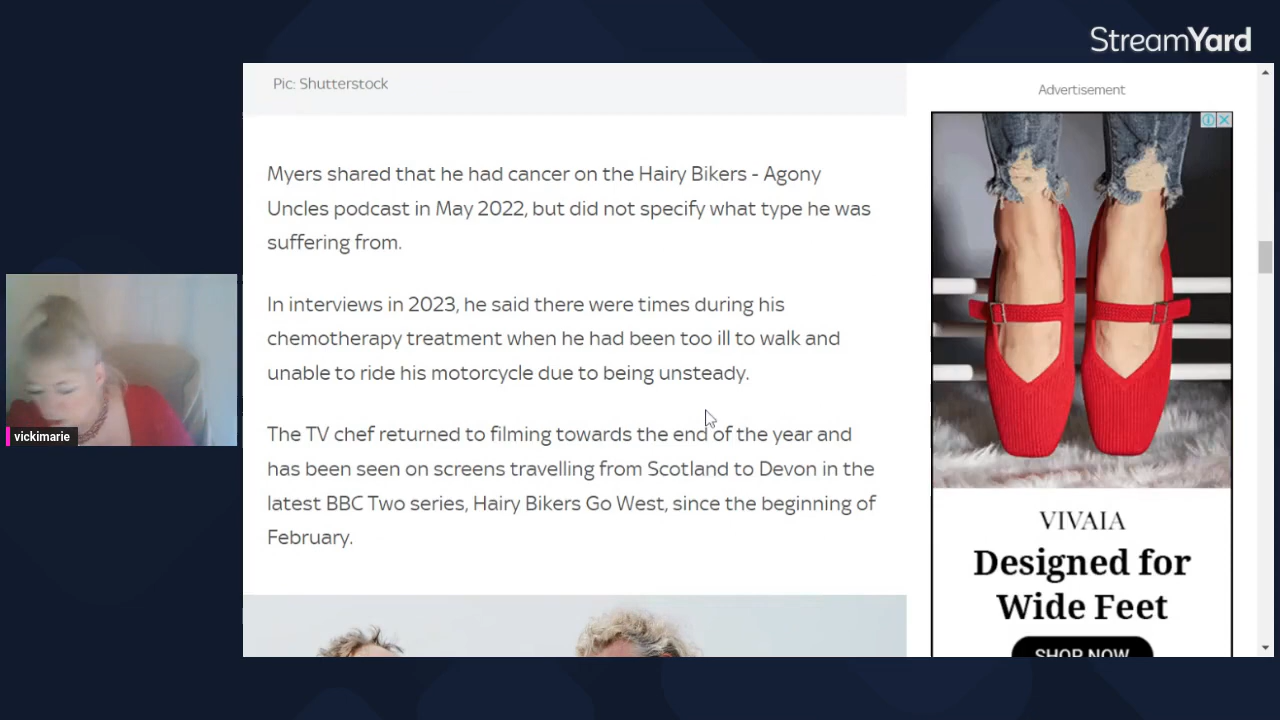 StreamYard
Pic: Shutterstock
Advertisement
Myers shared that he had cancer on the Hairy Bikers - Agony
Uncles podcast in May 2022, but did not specify what type he was
suffering from.
In interviews in 2023, he said there were times during his
chemotherapy treatment when he had been too ill to walk and
unable to ride his motorcycle due to being unsteady.
The TV chef returned to filming towards the end of the year and
has been seen on screens travelling from Scotland to Devon in the
latest BBC Two series, Hairy Bikers Go West, since the beginning of
February.
vickimarie
VIVAIA
Designed for
Wide Feet
SHOP NOW